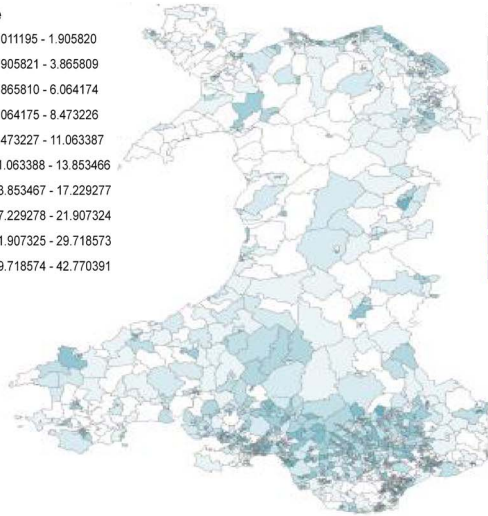 e
011195 - 1.905820
905821 - 3.865809
865810 - 6.064174
064175 - 8.473226
473227 - 11.063387
1.063388 - 13.853466
3.853467 - 17.229277
7.229278 - 21.907324
1.907325 - 29.718573
9.718574 - 42.770391